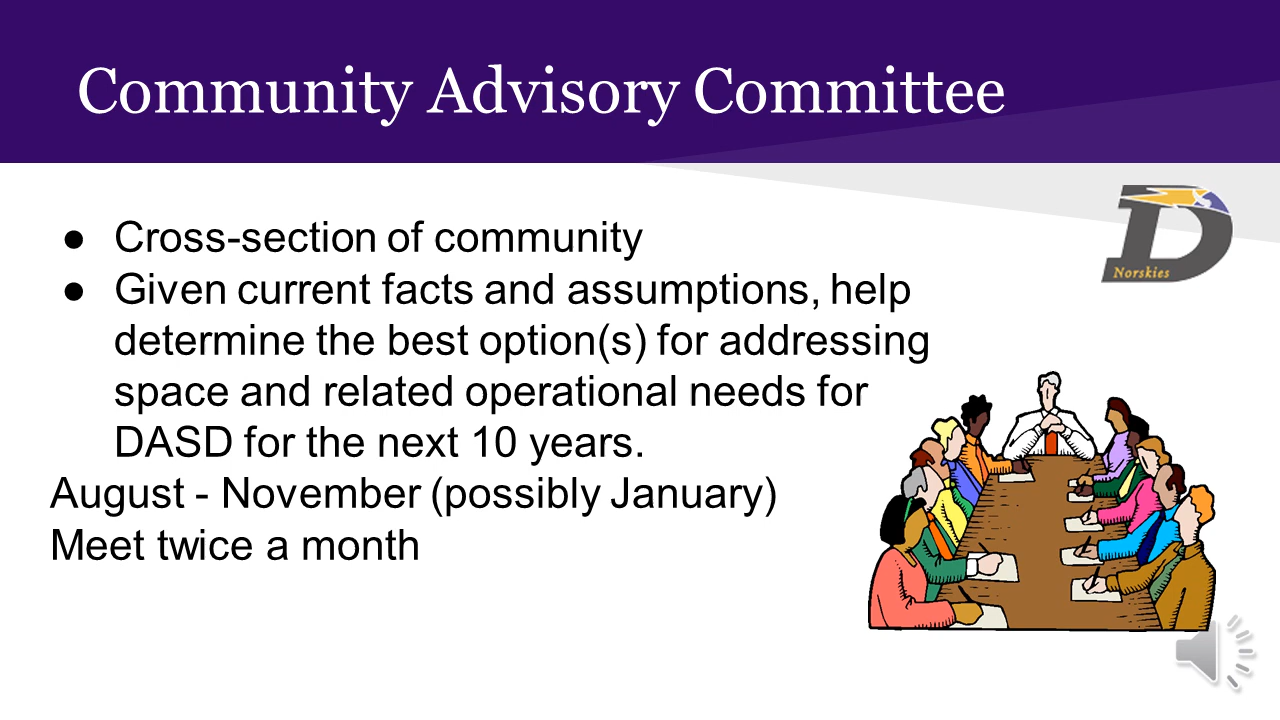 Community Advisory Committee
● Cross-section of community
● Given current facts and assumptions, help
determine the best option(s) for addressing
space and related operational needs for
DASD for the next 10 years.
August - November (possibly January)
Meet twice a month
D
Norskies